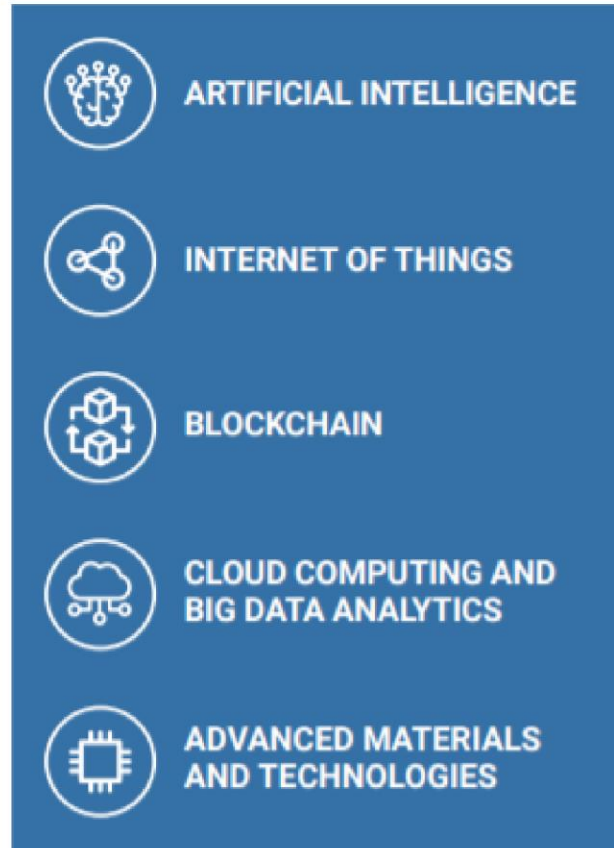 ARTIFICIAL INTELLIGENCE
INTERNET OF THINGS
BLOCKCHAIN
CLOUD COMPUTING AND
BIG DATA ANALYTICS
ADVANCED MATERIALS
AND TECHNOLOGIES